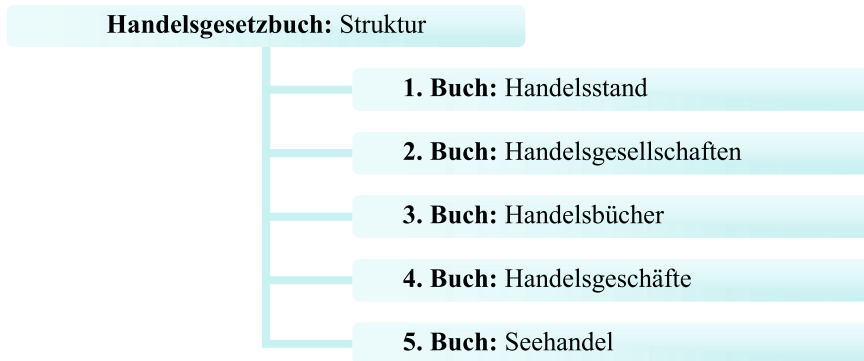 Handelsgesetzbuch: Struktur
1. Buch: Handelsstand
2. Buch: Handelsgesellschaften
3. Buch: Handelsbücher
4. Buch: Handelsgeschäfte
5. Buch: Seehandel